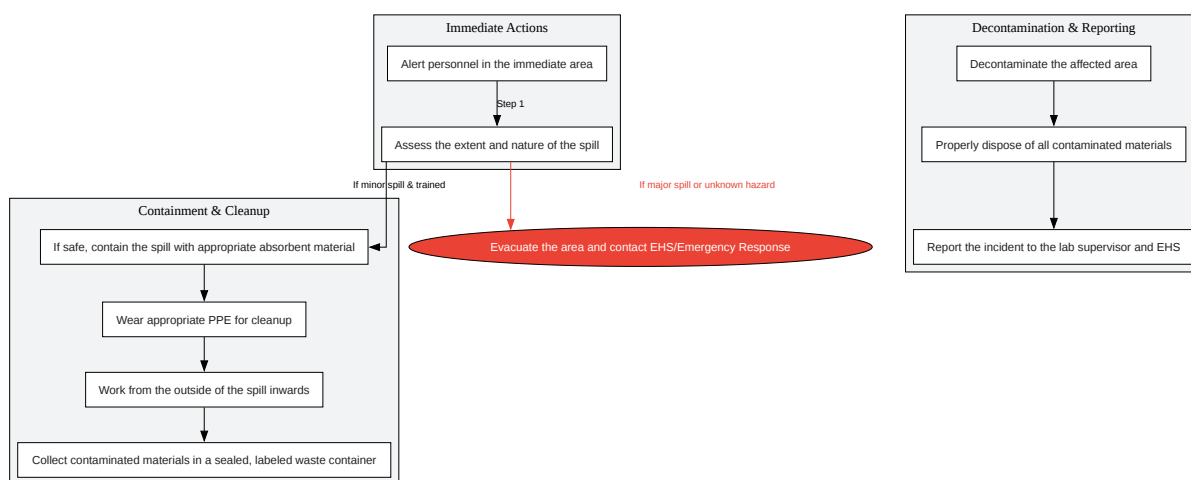 Immediate Actions
Alert personnel in the immediate area
Step 1
Assess the extent and nature of the spill
If minor spill & trained
If major spill or unknown hazard
Evacuate the area and contact EHS/Emergency Response
Containment & Cleanup
If safe, contain the spill with appropriate absorbent material
Wear appropriate PPE for cleanup
Work from the outside of the spill inwards
Collect contaminated materials in a sealed, labeled waste container
Decontamination & Reporting
Decontaminate the affected area
Properly dispose of all contaminated materials
Report the incident to the lab supervisor and EHS